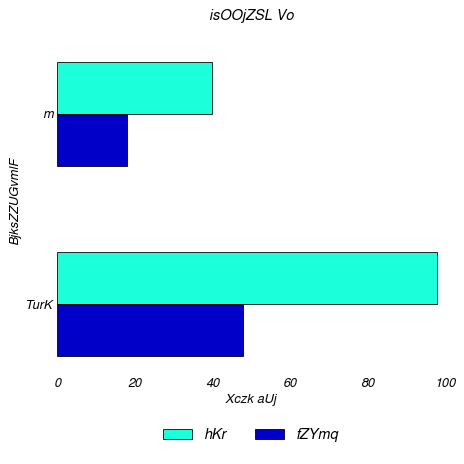 isOOjZSL Vo
m
TurK
BjksZZUGvmlF
0 20 40 60 80 100
Xczk aUj
hKr fZYmq